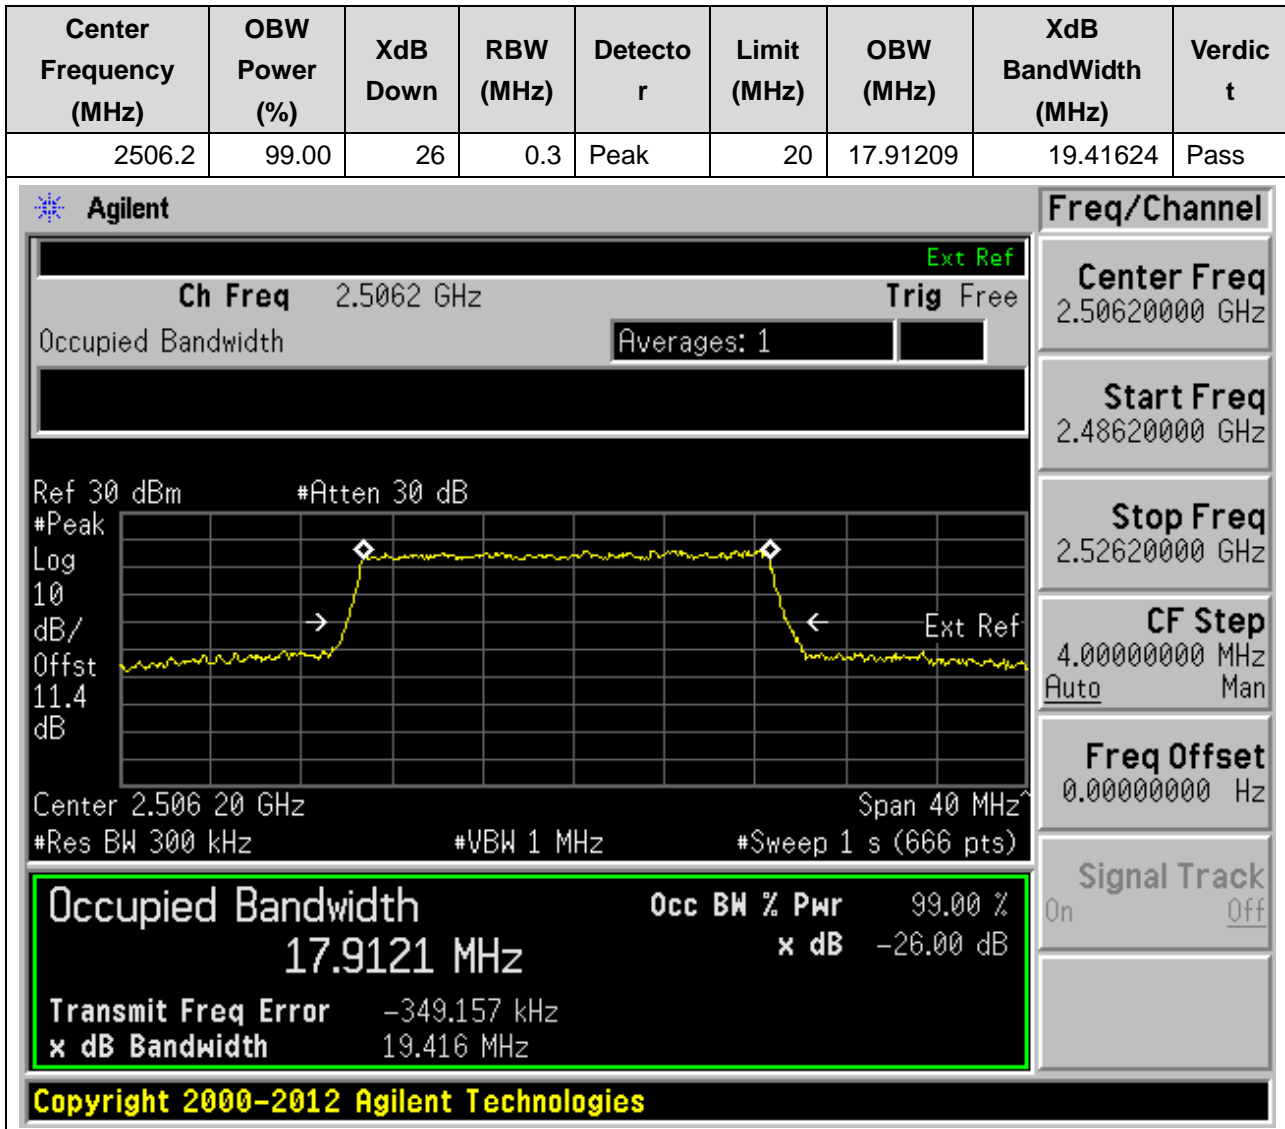 Center Frequency (MHz) OBW Power (%) XdB Down RBW (MHz) Detecto r Limit (MHz) OBW (MHz) XdB BandWidth (MHz) Verdic t
2506.2 99.00 26 0.3 Peak 20 17.91209 19.41624 Pass
Agilent
Freq/Channel
Ext Ref
Ch Freq 2.5062 GHz Trig Free
Occupied Bandwidth Averages: 1
Center Freq
2.50620000 GHz
Start Freq
2.48620000 GHz
Stop Freq
2.52620000 GHz
CF Step
4.00000000 MHz
Auto Man
Freq Offset
0.00000000 Hz
Signal Track
On Off
Ref 30 dBm #Atten 30 dB
#Peak
Log
10
dB/
Offst
11.4
dB
Ext Ref
Center 2.506 20 GHz Span 40 MHz^
#Res BW 300 kHz #VBW 1 MHz #Sweep 1 s (666 pts)
Occupied Bandwidth Occ BW % Pwr 99.00 %
17.9121 MHz x dB -26.00 dB
Transmit Freq Error -349.157 kHz
x dB Bandwidth 19.416 MHz
Copyright 2000-2012 Agilent Technologies